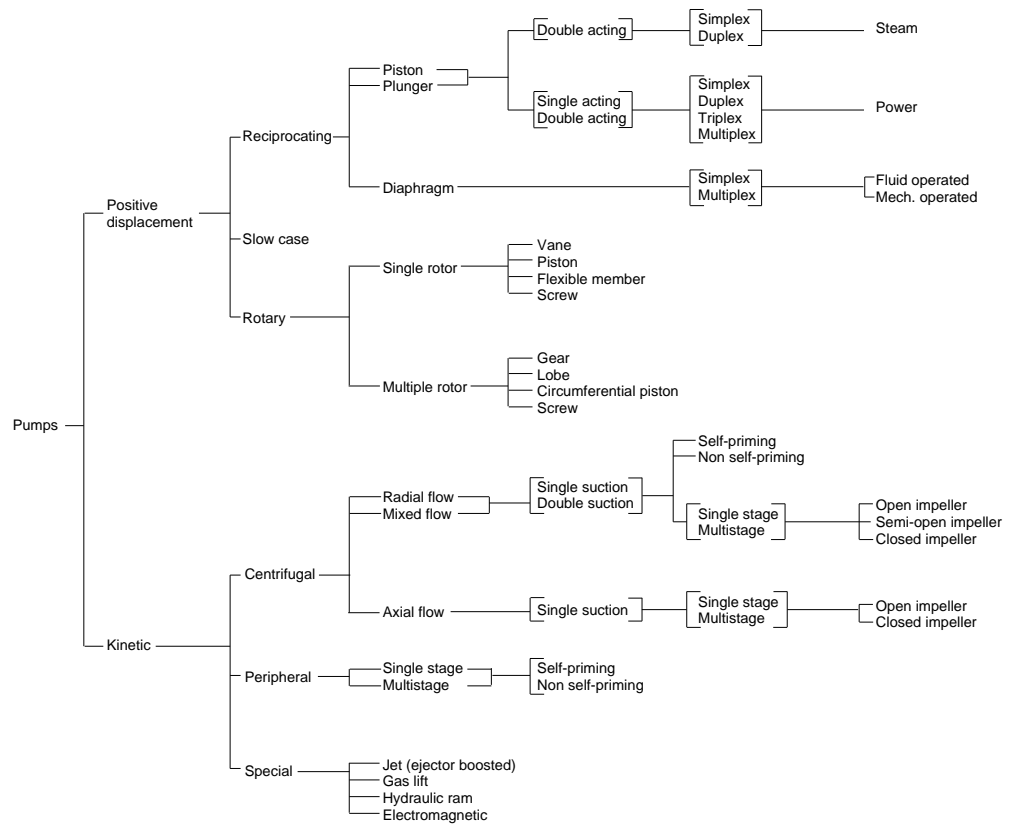 Simplex
Duplex
Double acting
Steam
Piston
Plunger
Single acting
Double acting
Simplex
Duplex
Triplex
Multiplex
Power
Reciprocating
Diaphragm
Simplex
Multiplex
Fluid operated
Mech. operated
Positive
displacement
Slow case
Single rotor
Vane
Piston
Flexible member
Screw
Rotary
Multiple rotor
Gear
Lobe
Circumferential piston
Screw
Pumps
Self-priming
Non self-priming
Radial flow
Mixed flow
Single suction
Double suction
Single stage
Multistage
Open impeller
Semi-open impeller
Closed impeller
Centrifugal
Axial flow
Single suction
Single stage
Multistage
Open impeller
Closed impeller
Kinetic
Peripheral
Single stage
Multistage
Self-priming
Non self-priming
Special
Jet (ejector boosted)
Gas lift
Hydraulic ram
Electromagnetic